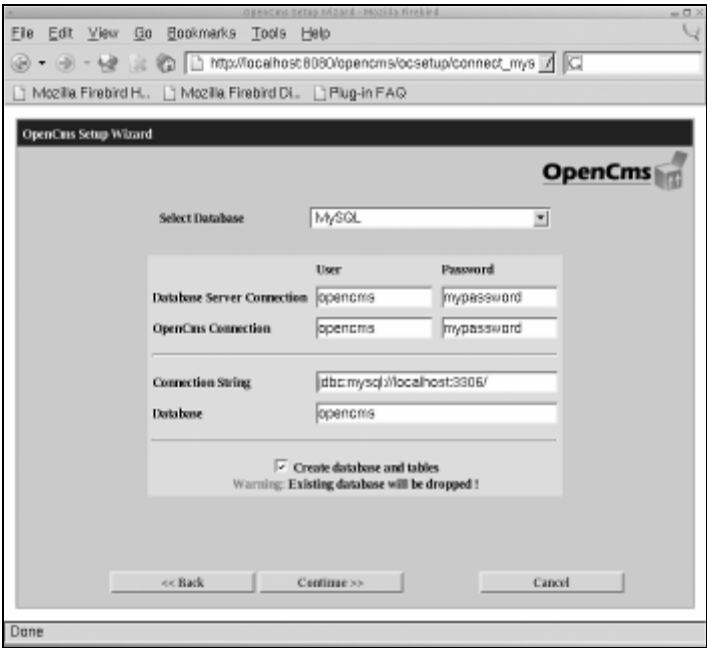 OpenCms Setup Wizard - Mozilla Firebird
File Edit View Go Bookmarks Tools Help
http://localhost:8080/opencms/ocsetup/connect_mys
Mozilla Firebird H... Mozilla Firebird Di... Plug-in FAQ
OpenCms Setup Wizard
OpenCms
Select Database MySQL
User Password
Database Server Connection opencms mypassword
OpenCms Connection opencms mypassword
Connection String jdbc:mysql://localhost:3306/
Database opencms
Create database and tables
Warning: Existing database will be dropped !
<< Back Continue >> Cancel
Done